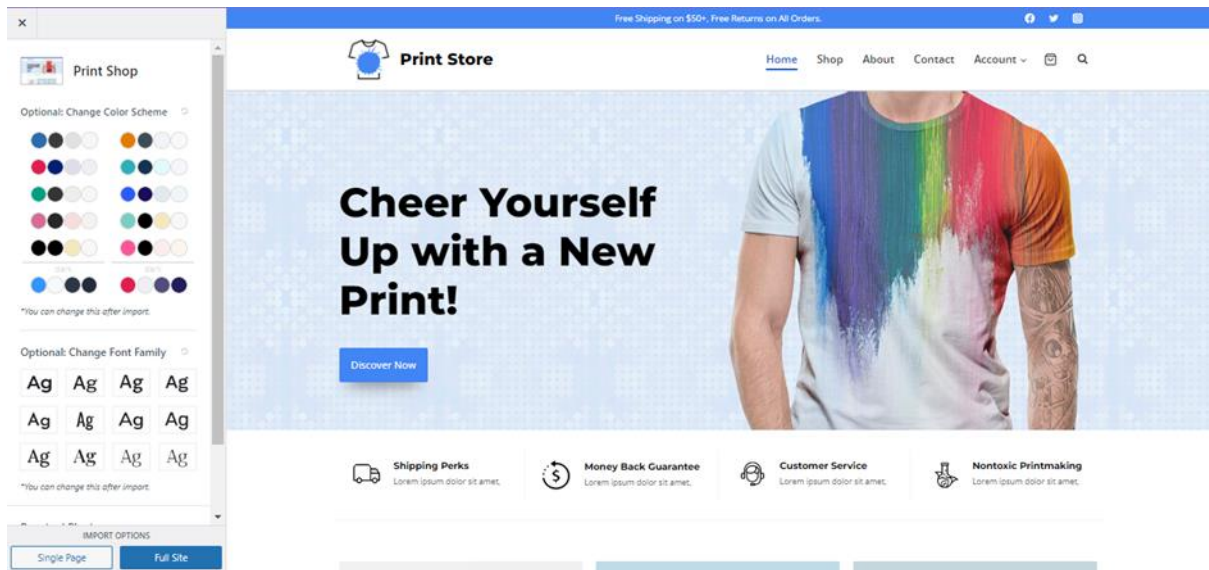 ×
Print Shop
Optional: Change Color Scheme
*You can change this after import.
Optional: Change Font Family
Ag Ag Ag Ag
Ag Ag Ag Ag
Ag Ag Ag Ag
*You can change this after import.
IMPORT OPTIONS
Single Page
Full Site
Free Shipping on $50+, Free Returns on All Orders.
Print Store
Home Shop About Contact Account
Cheer Yourself
Up with a New
Print!
Discover Now
Shipping Perks
Lorem ipsum dolor sit amet,
Money Back Guarantee
Lorem ipsum dolor sit amet,
Customer Service
Lorem ipsum dolor sit amet,
Nontoxic Printmaking
Lorem ipsum dolor sit amet,